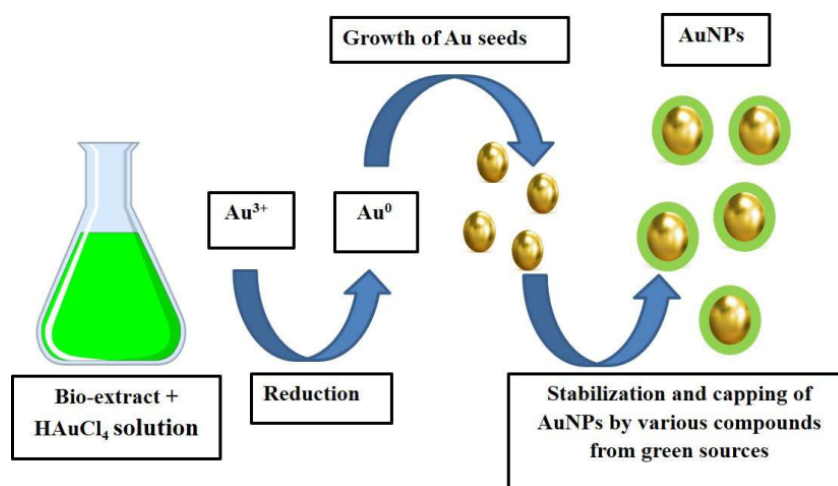 Growth of Au seeds
AuNPs
Au³⁺
Au⁰
Bio-extract +
HAuCl₄ solution
Reduction
Stabilization and capping of
AuNPs by various compounds
from green sources